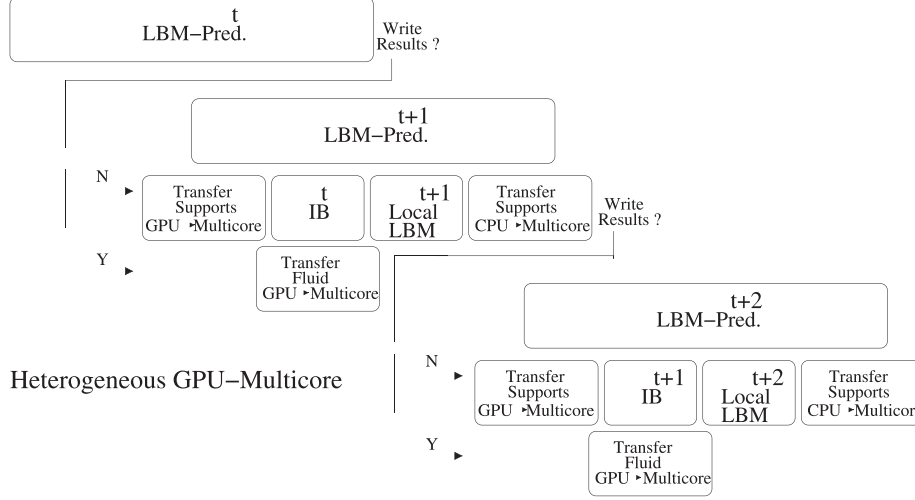 t
LBM−Pred.
Write
Results ?
t+1
LBM−Pred.
N
Transfer
Supports
GPU ▸Multicore
t
IB
t+1
Local
LBM
Transfer
Supports
CPU ▸Multicore
Write
Results ?
Y
Transfer
Fluid
GPU ▸Multicore
t+2
LBM−Pred.
Heterogeneous GPU−Multicore
N
Transfer
Supports
GPU ▸Multicore
t+1
IB
t+2
Local
LBM
Transfer
Supports
CPU ▸Multicor
Y
Transfer
Fluid
GPU ▸Multicore